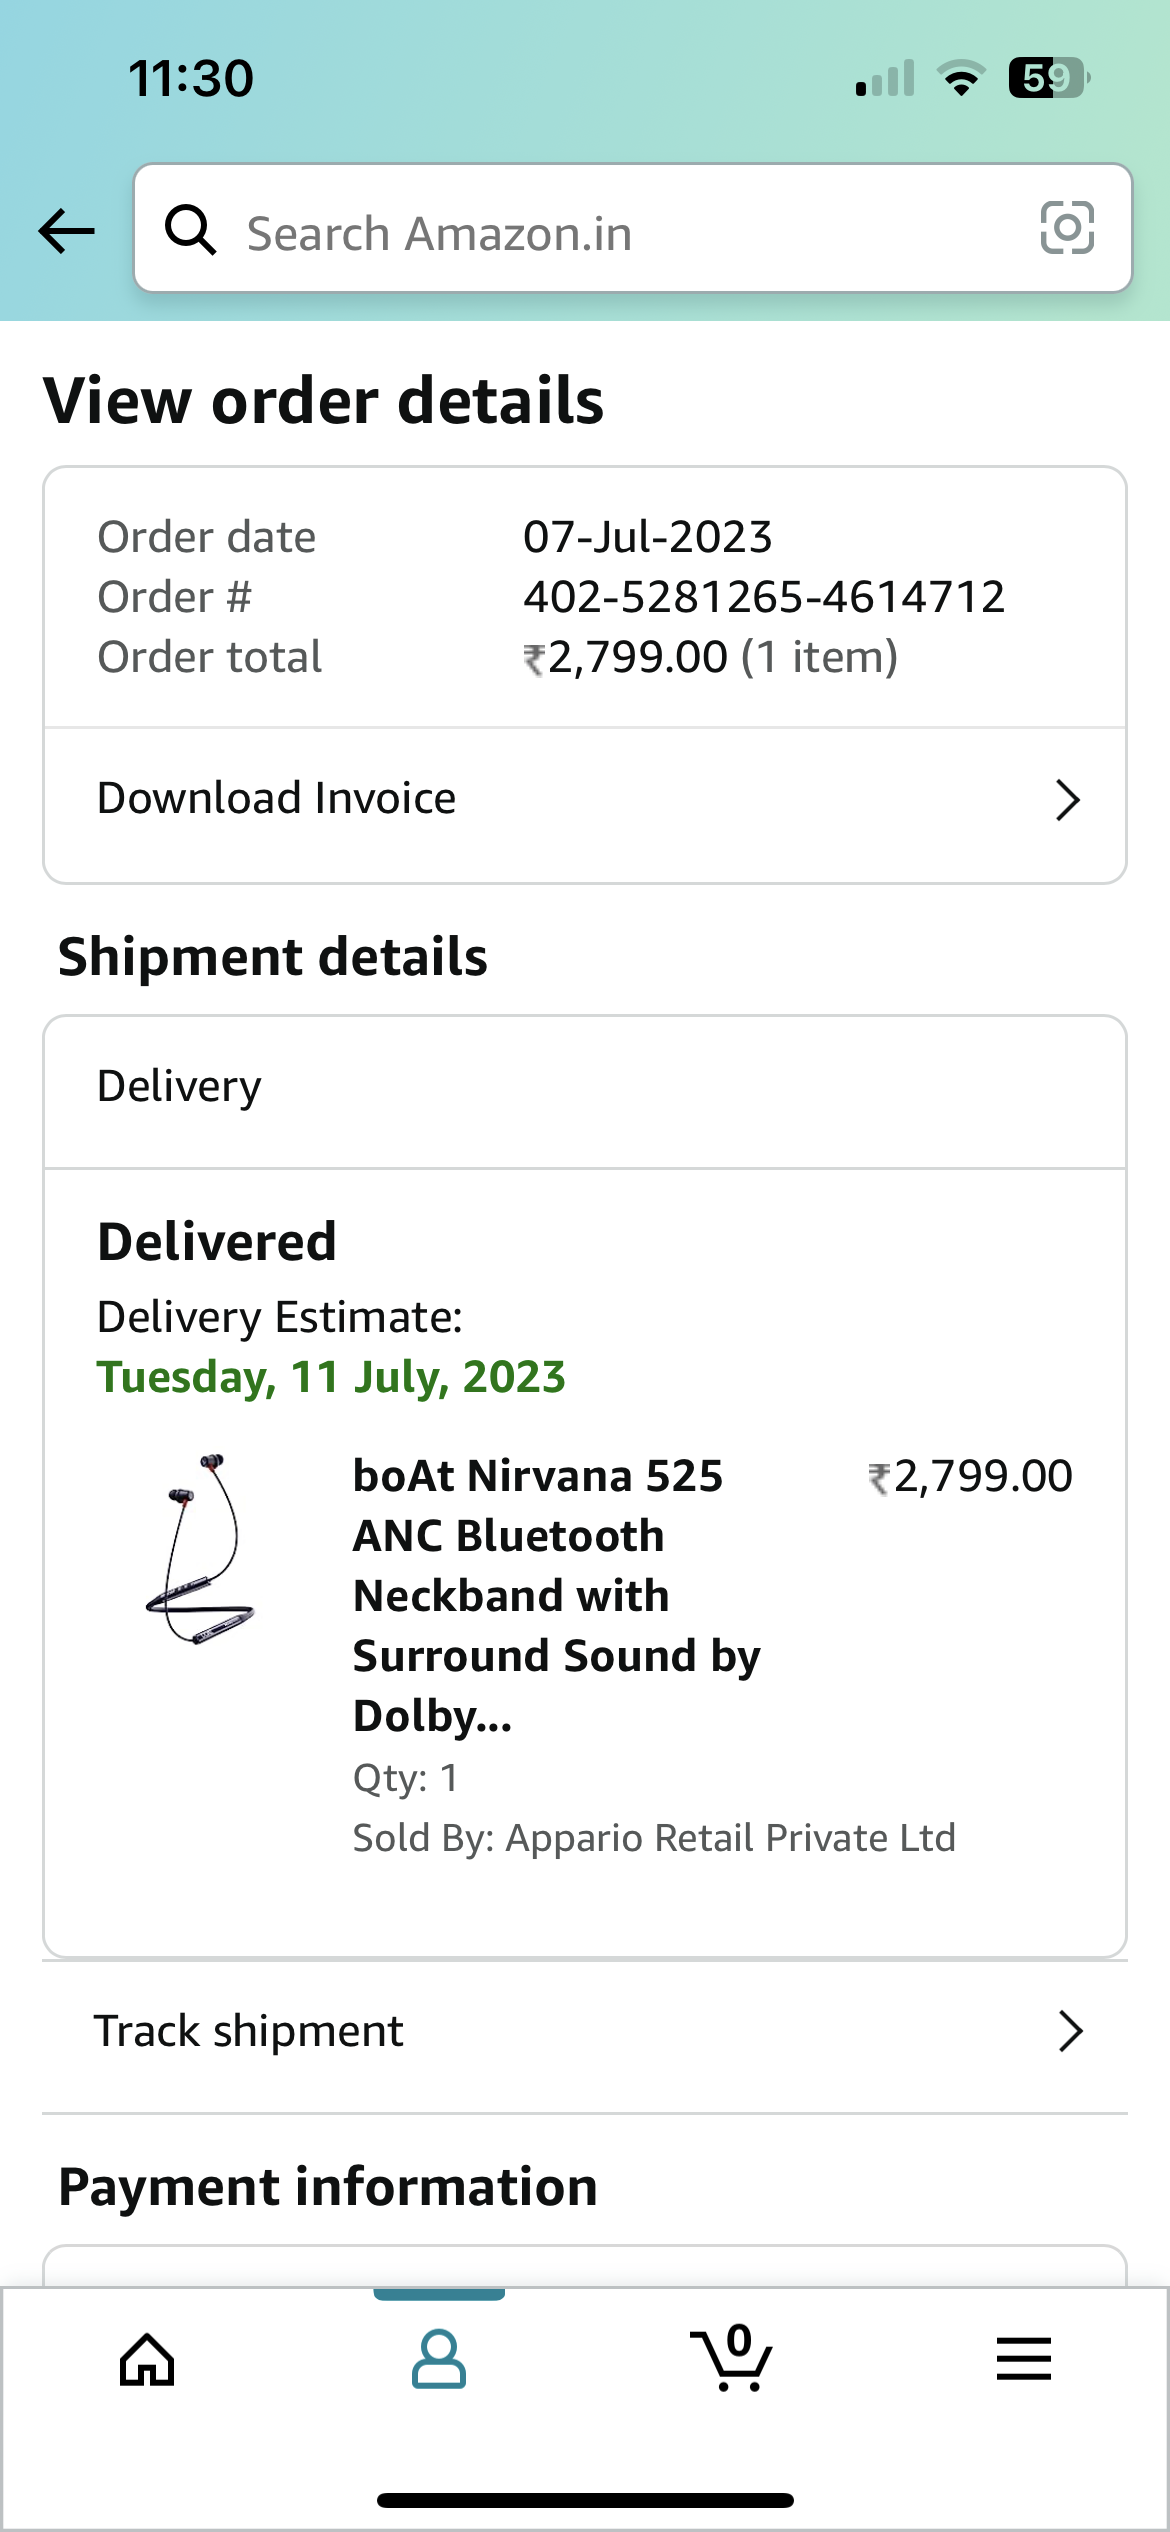 11:30
59
Search Amazon.in
View order details
Order date 07-Jul-2023
Order # 402-5281265-4614712
Order total ₹2,799.00 (1 item)
Download Invoice
Shipment details
Delivery
Delivered
Delivery Estimate:
Tuesday, 11 July, 2023
boAt Nirvana 525 ₹2,799.00
ANC Bluetooth
Neckband with
Surround Sound by
Dolby...
Qty: 1
Sold By: Appario Retail Private Ltd
Track shipment
Payment information
0